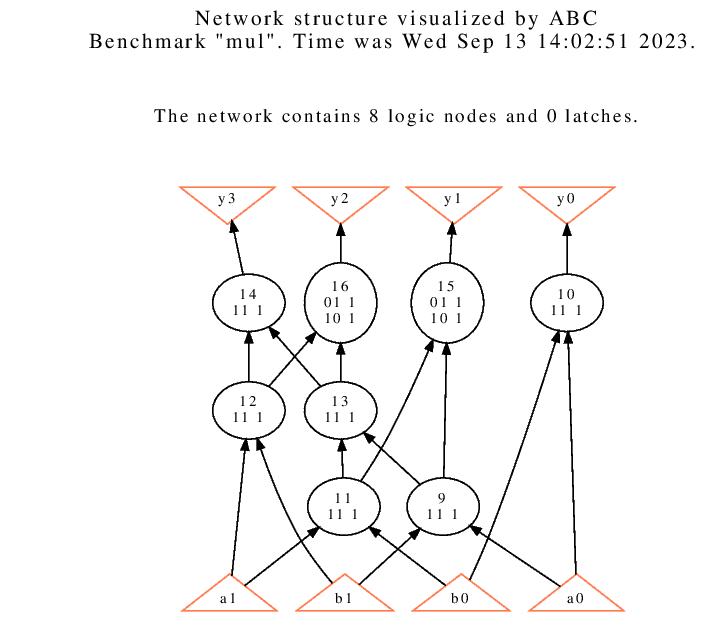 Network structure visualized by ABC
Benchmark "mul". Time was Wed Sep 13 14:02:51 2023.
The network contains 8 logic nodes and 0 latches.
y3
y2
y1
y0
14
11 1
16
01 1
10 1
15
01 1
10 1
10
11 1
12
11 1
13
11 1
11
11 1
9
11 1
a1
b1
b0
a0